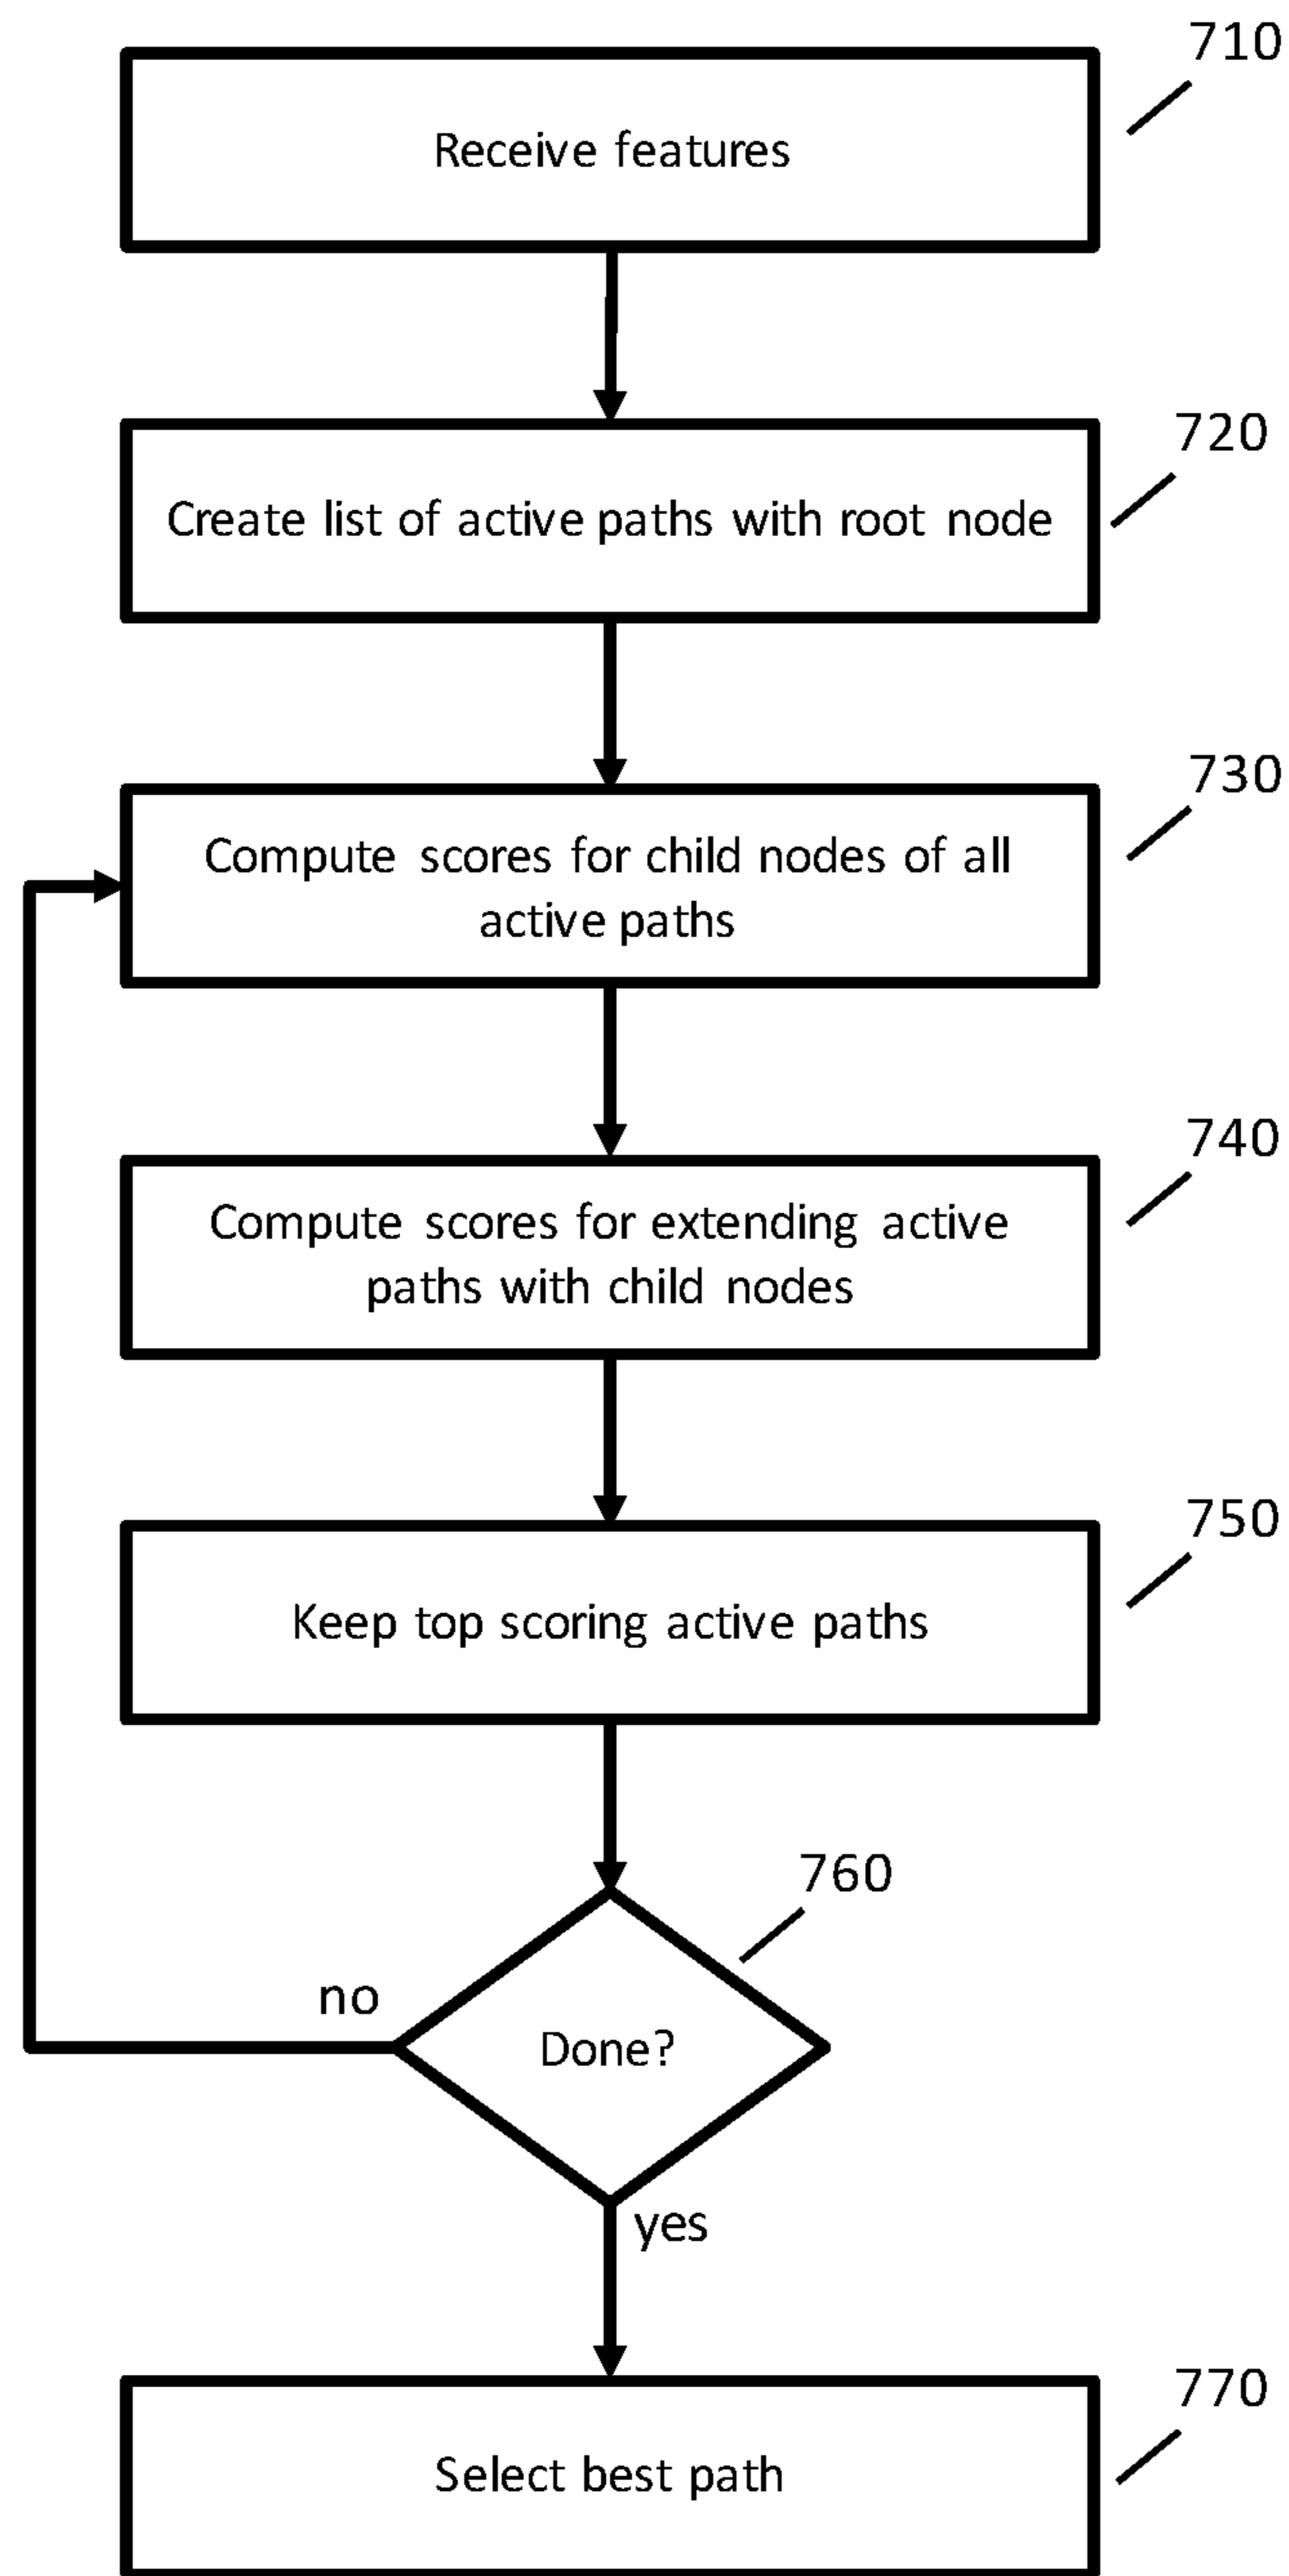 710
Receive features
720
Create list of active paths with root node
730
Compute scores for child nodes of all
active paths
740
Compute scores for extending active
paths with child nodes
750
Keep top scoring active paths
760
no
Done?
yes
770
Select best path